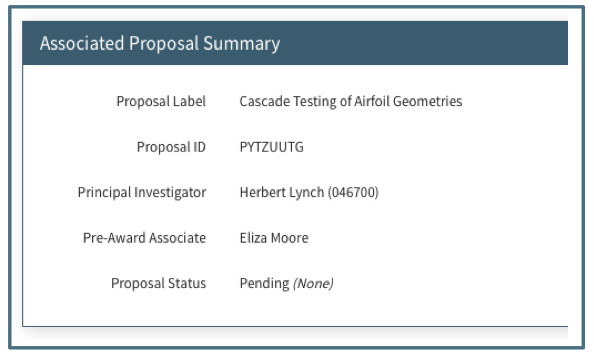 Associated Proposal Summary
Proposal Label Cascade Testing of Airfoil Geometries
Proposal ID PYTZUUTG
Principal Investigator Herbert Lynch (046700)
Pre-Award Associate Eliza Moore
Proposal Status Pending (None)